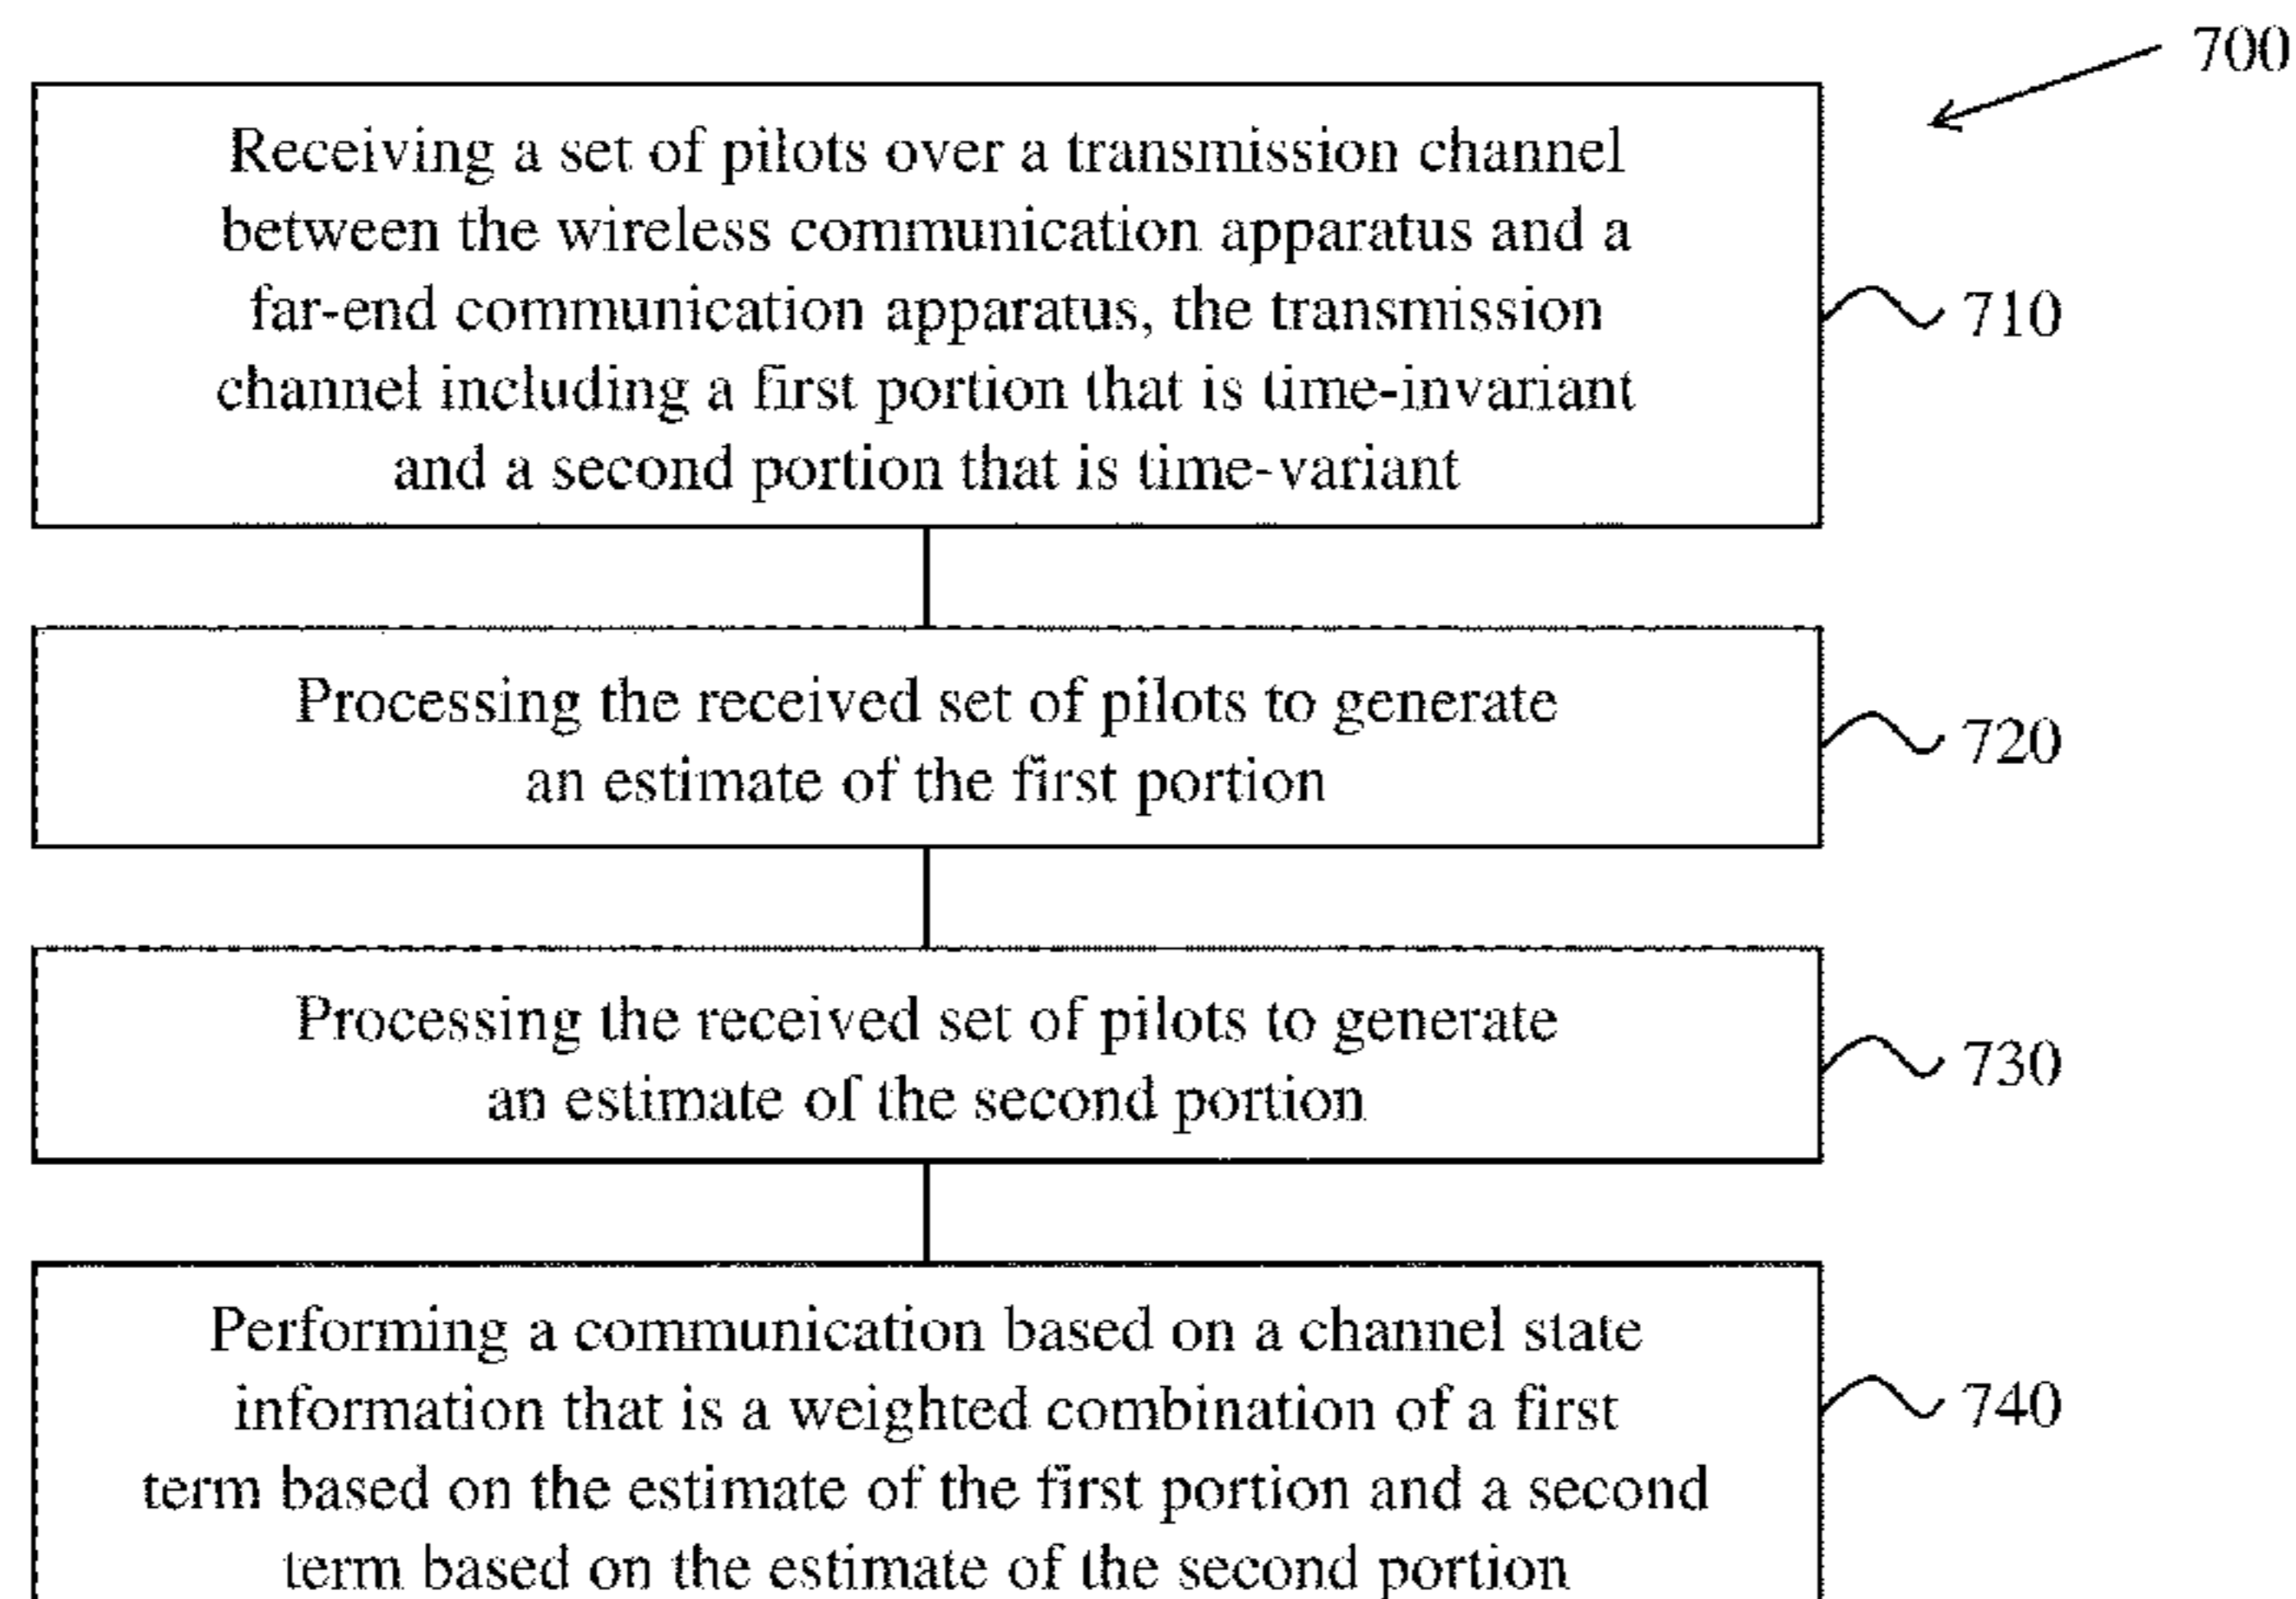 700
Receiving a set of pilots over a transmission channel
between the wireless communication apparatus and a
far-end communication apparatus, the transmission
channel including a first portion that is time-invariant
and a second portion that is time-variant
710
Processing the received set of pilots to generate
an estimate of the first portion
720
Processing the received set of pilots to generate
an estimate of the second portion
730
Performing a communication based on a channel state
information that is a weighted combination of a first
term based on the estimate of the first portion and a second
term based on the estimate of the second portion
740